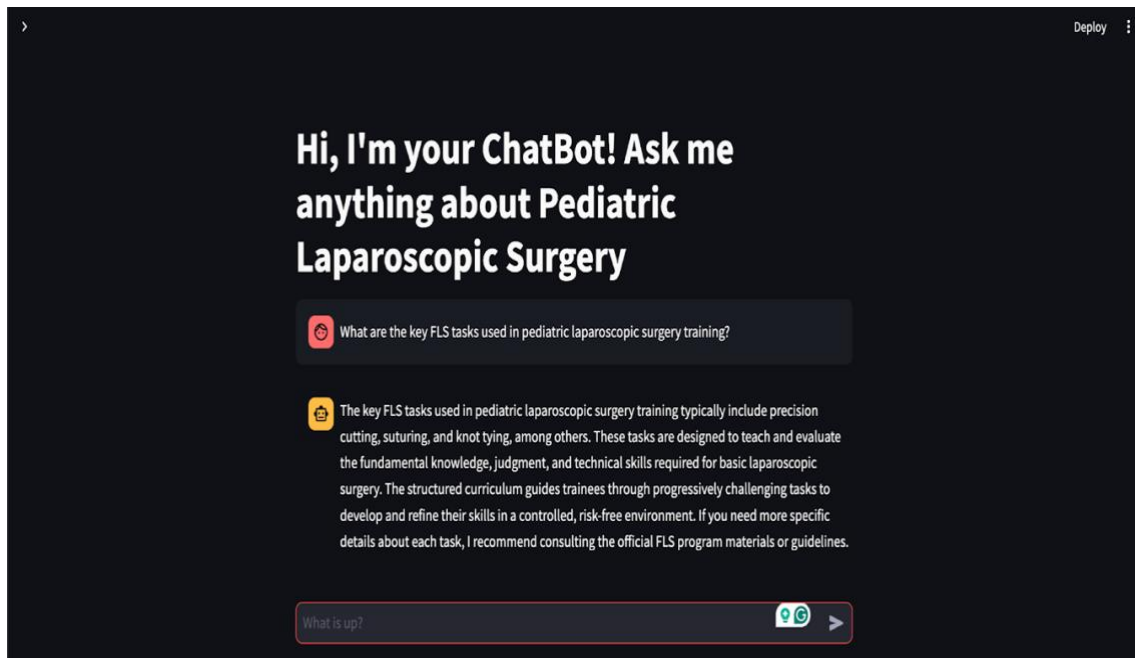 Deploy
Hi, I'm your ChatBot! Ask me
anything about Pediatric
Laparoscopic Surgery
What are the key FLS tasks used in pediatric laparoscopic surgery training?
The key FLS tasks used in pediatric laparoscopic surgery training typically include precision
cutting, suturing, and knot tying, among others. These tasks are designed to teach and evaluate
the fundamental knowledge, judgment, and technical skills required for basic laparoscopic
surgery. The structured curriculum guides trainees through progressively challenging tasks to
develop and refine their skills in a controlled, risk-free environment. If you need more specific
details about each task, I recommend consulting the official FLS program materials or guidelines.
What is up?